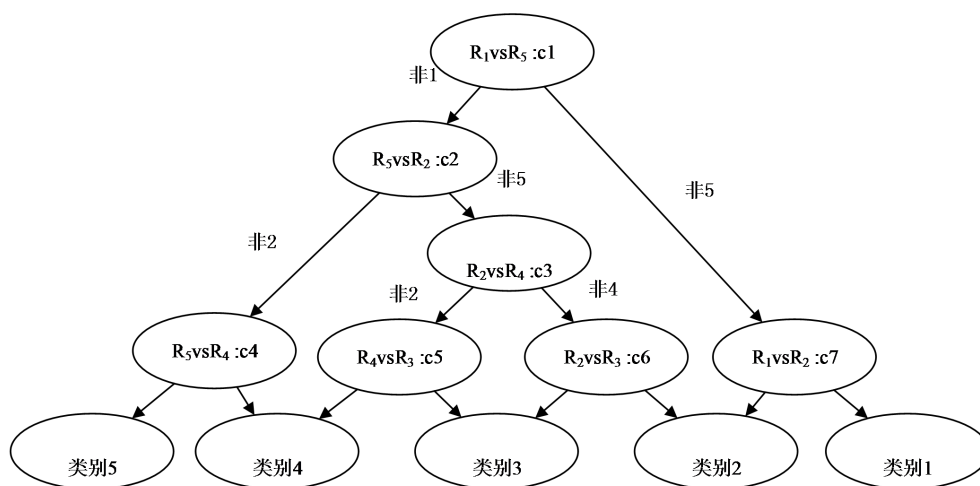 R₁vsR₅ :c1
非1
R₅vsR₂ :c2
非5
非5
非2
R₂vsR₄ :c3
非2
非4
R₅vsR₄ :c4
R₄vsR₃ :c5
R₂vsR₃ :c6
R₁vsR₂ :c7
类别5
类别4
类别3
类别2
类别1